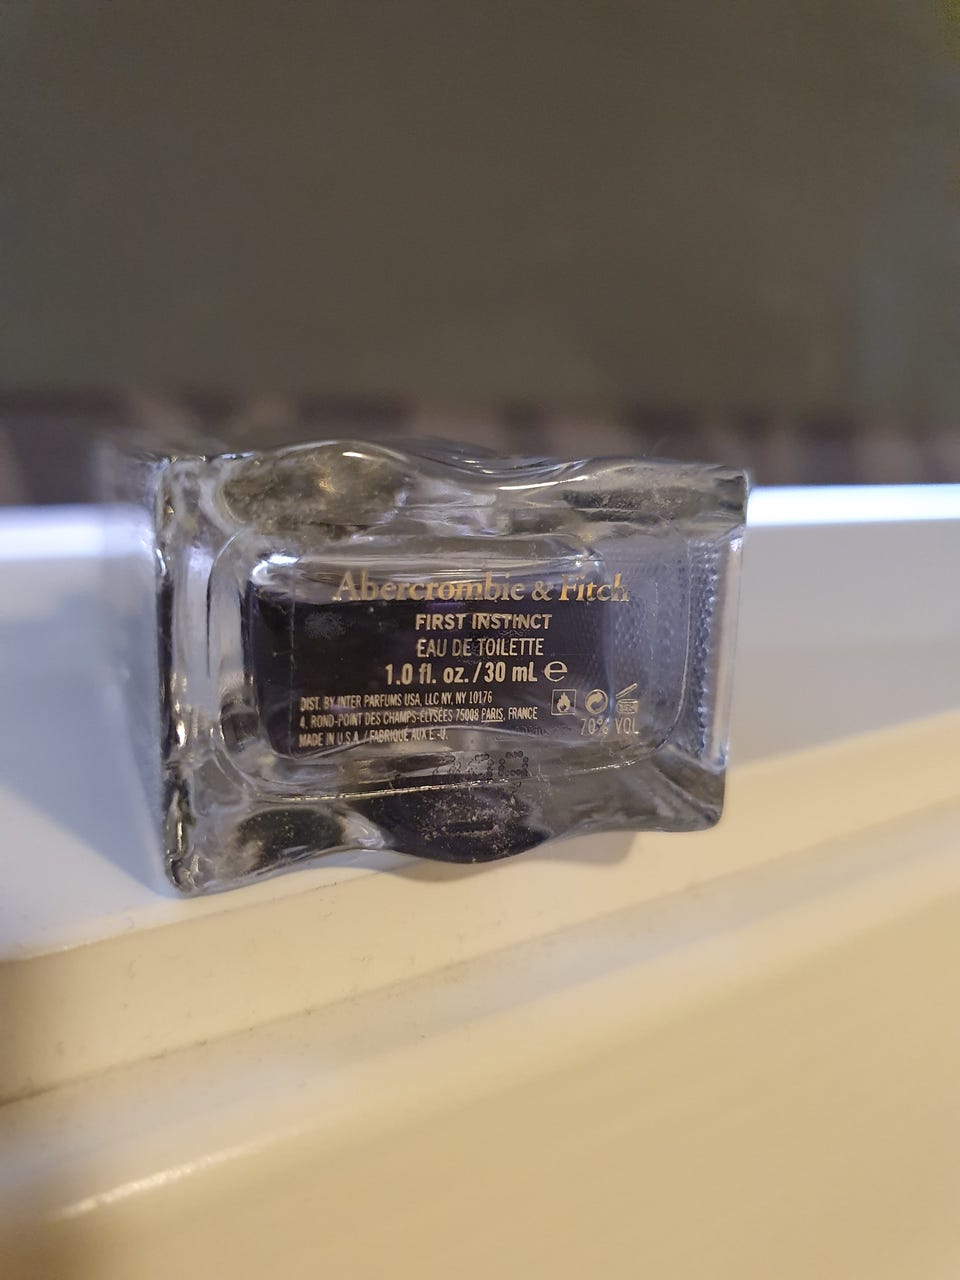 Abercrombie & Fitch
FIRST INSTINCT
EAU DE TOILETTE
1.0 fl. oz./30 mL ℮
DIST. BY INTER PARFUMS USA, LLC NY, NY 10176
4, ROND-POINT DES CHAMPS-ELYSÉES 75008 PARIS, FRANCE
MADE IN U.S.A / FABRIQUÉ AUX E.-U.
70% VOL